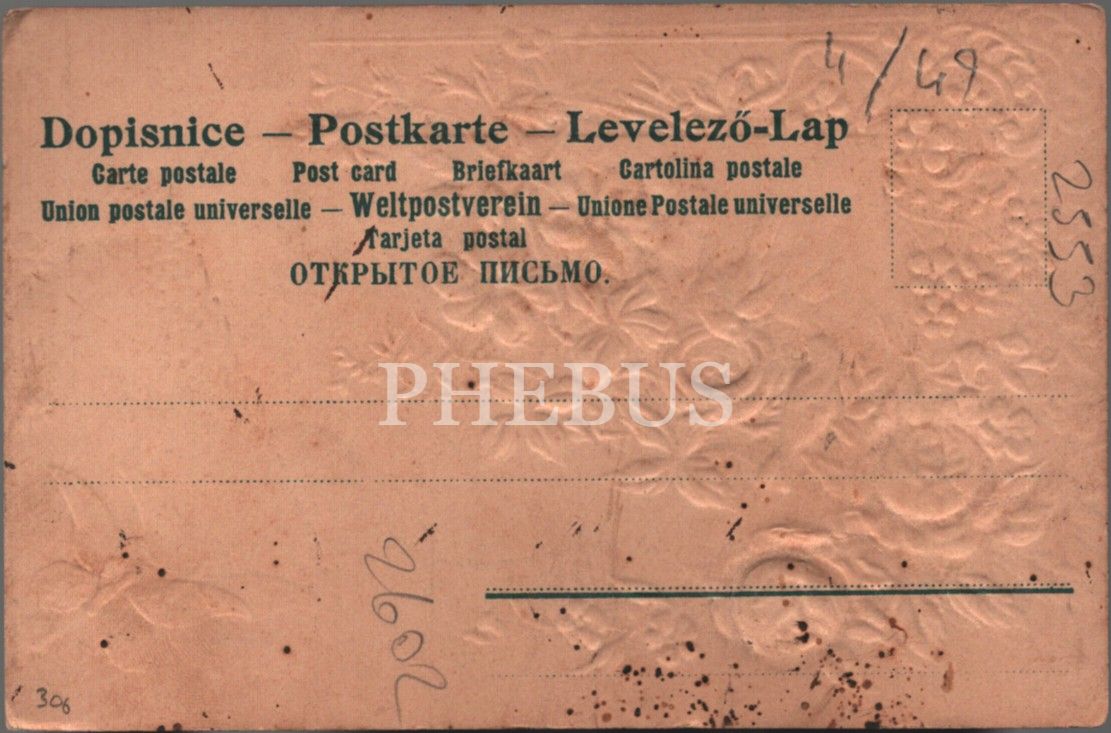 4/49
Dopisnice – Postkarte – Levelező-Lap
Carte postale Post card Briefkaart Cartolina postale
Union postale universelle – Weltpostverein – Unione Postale universelle
Tarjeta postal
ОТКРЫТОЕ ПИСЬМО.
2553
PHEBUS
2602
306